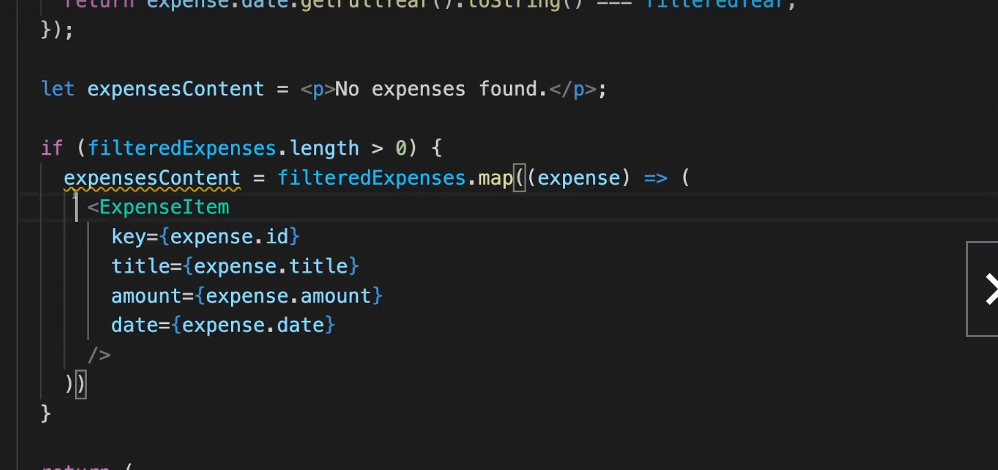 return expense.date.getFullYear().toString() === filteredYear;
});
let expensesContent = <p>No expenses found.</p>;
if (filteredExpenses.length > 0) {
expensesContent = filteredExpenses.map((expense) => (
<ExpenseItem
key={expense.id}
title={expense.title}
amount={expense.amount}
date={expense.date}
/>
))
}
return (